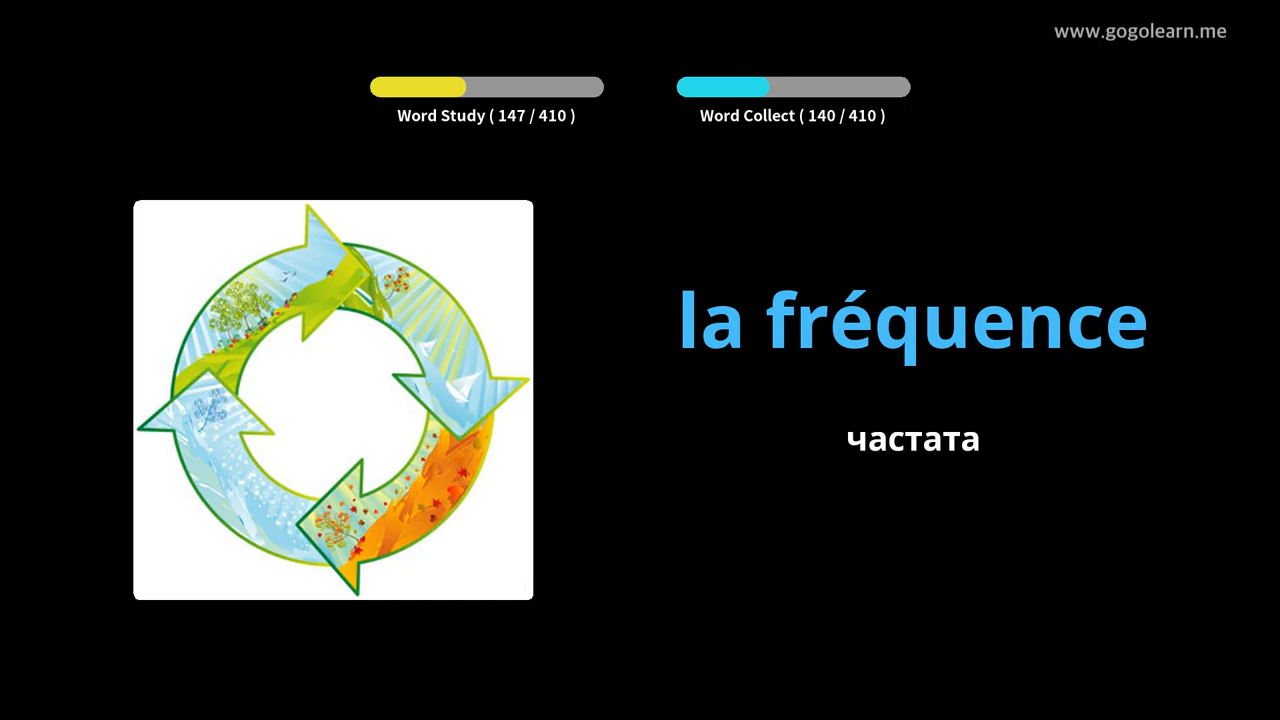 www.gogolearn.me
Word Study ( 147 / 410 )
Word Collect ( 140 / 410 )
la fréquence
частата